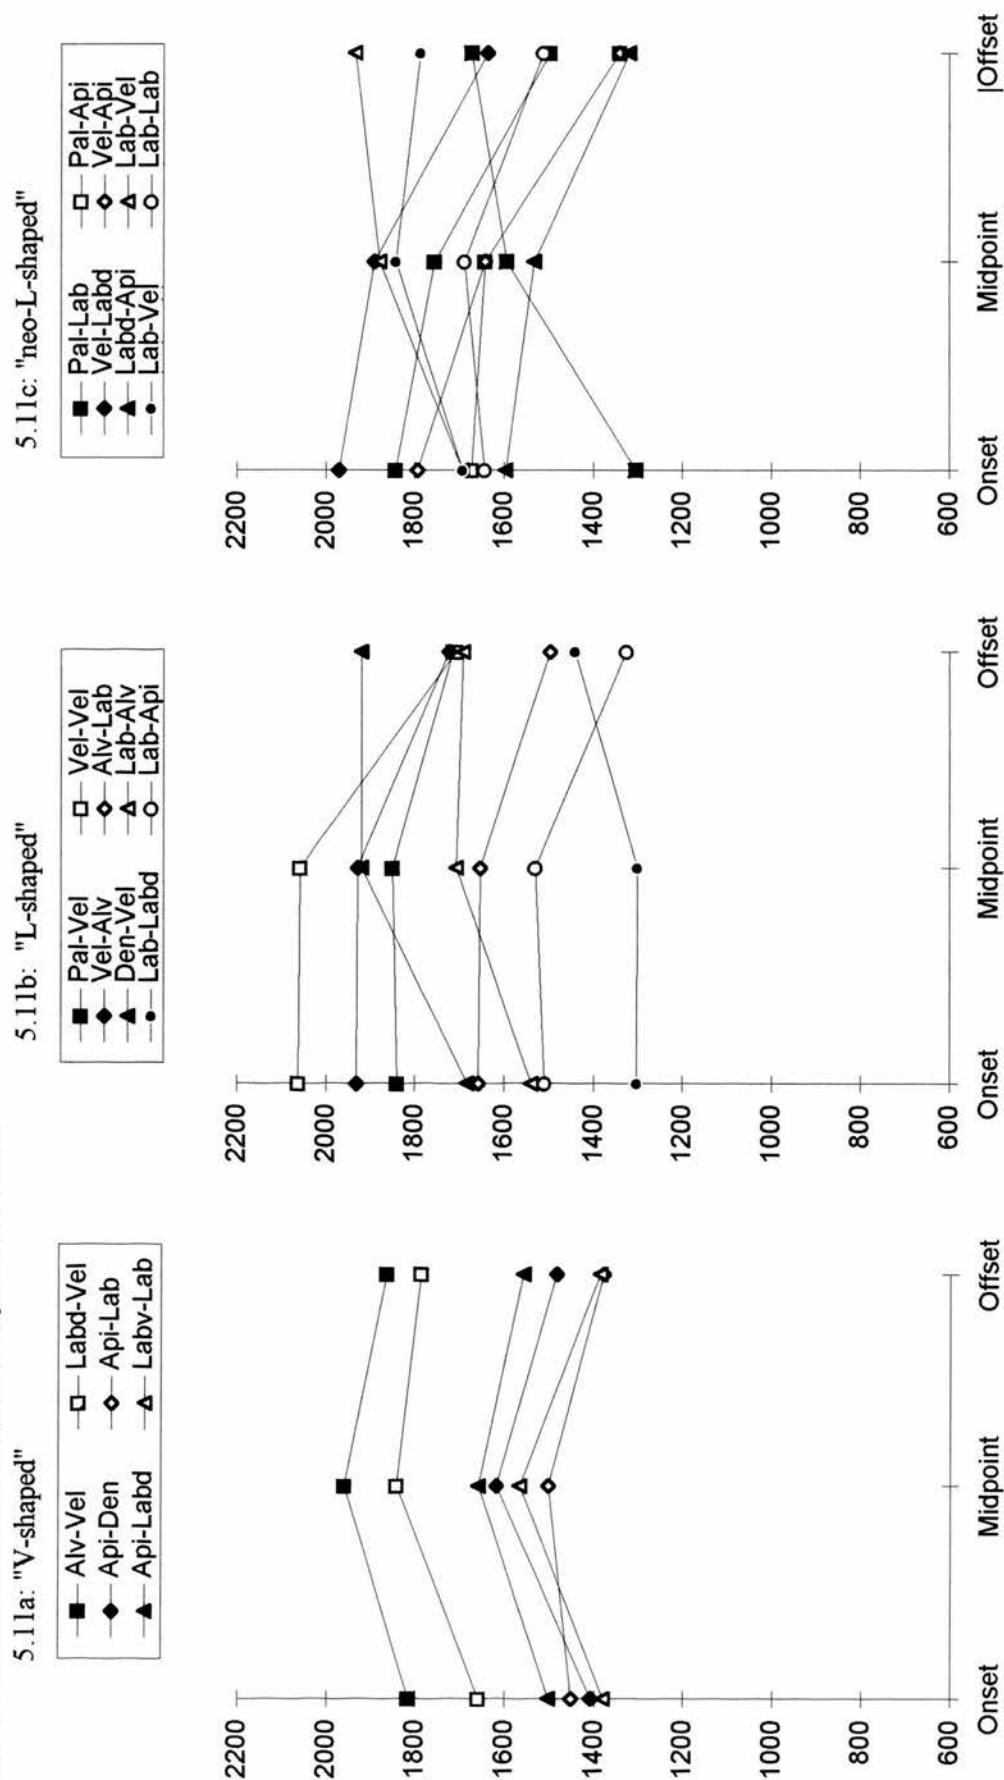 5.11a: "V-shaped"
Alv-Vel Labd-Vel
Api-Den Api-Lab
Api-Labd Labv-Lab
2200
2000
1800
1600
1400
1200
1000
800
600
Onset Midpoint Offset
5.11b: "L-shaped"
Pal-Vel Vel-Vel
Vel-Alv Alv-Lab
Den-Vel Lab-Alv
Lab-Labd Lab-Api
2200
2000
1800
1600
1400
1200
1000
800
600
Onset Midpoint Offset
5.11c: "neo-L-shaped"
Pal-Lab Pal-Api
Vel-Labd Vel-Api
Labd-Api Lab-Vel
Lab-Vel Lab-Lab
2200
2000
1800
1600
1400
1200
1000
800
600
Onset Midpoint |Offset